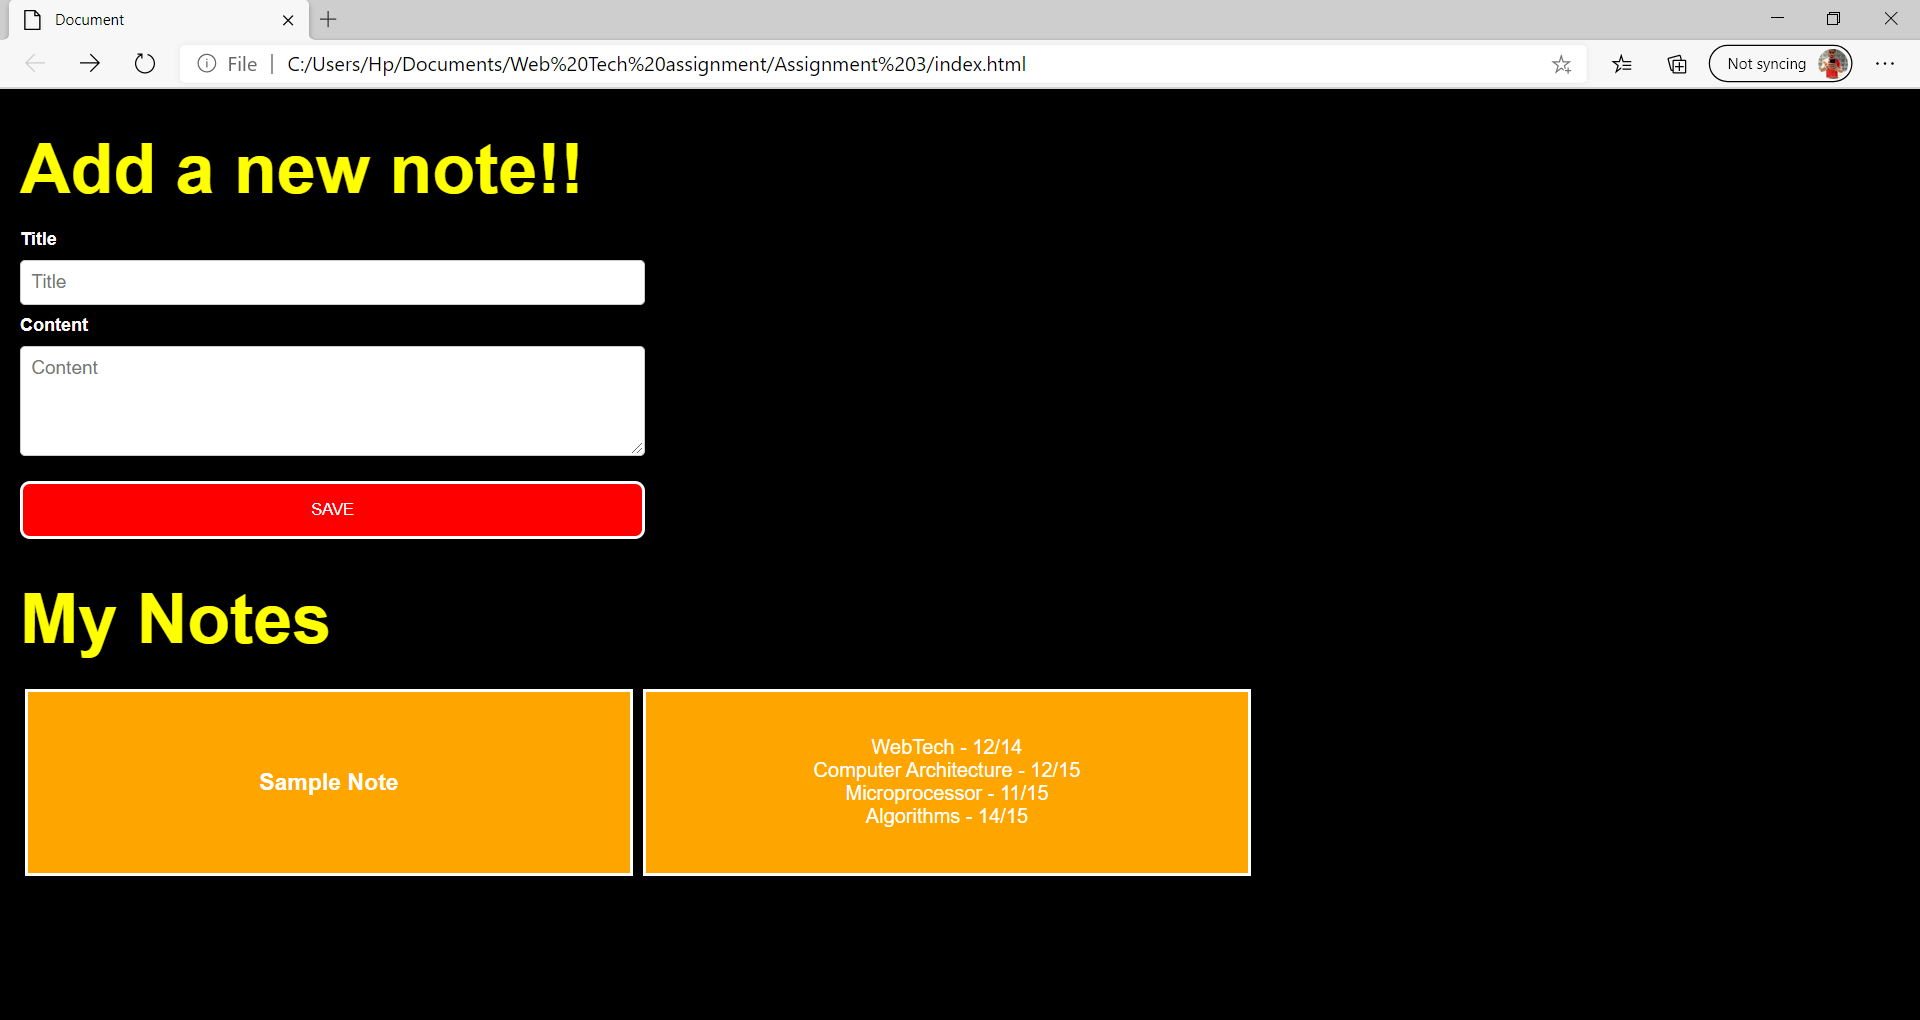 Document
File
C:/Users/Hp/Documents/Web%20Tech%20assignment/Assignment%203/index.html
Not syncing
Add a new note!!
Title
Title
Content
Content
SAVE
My Notes
Sample Note
WebTech - 12/14
Computer Architecture - 12/15
Microprocessor - 11/15
Algorithms - 14/15